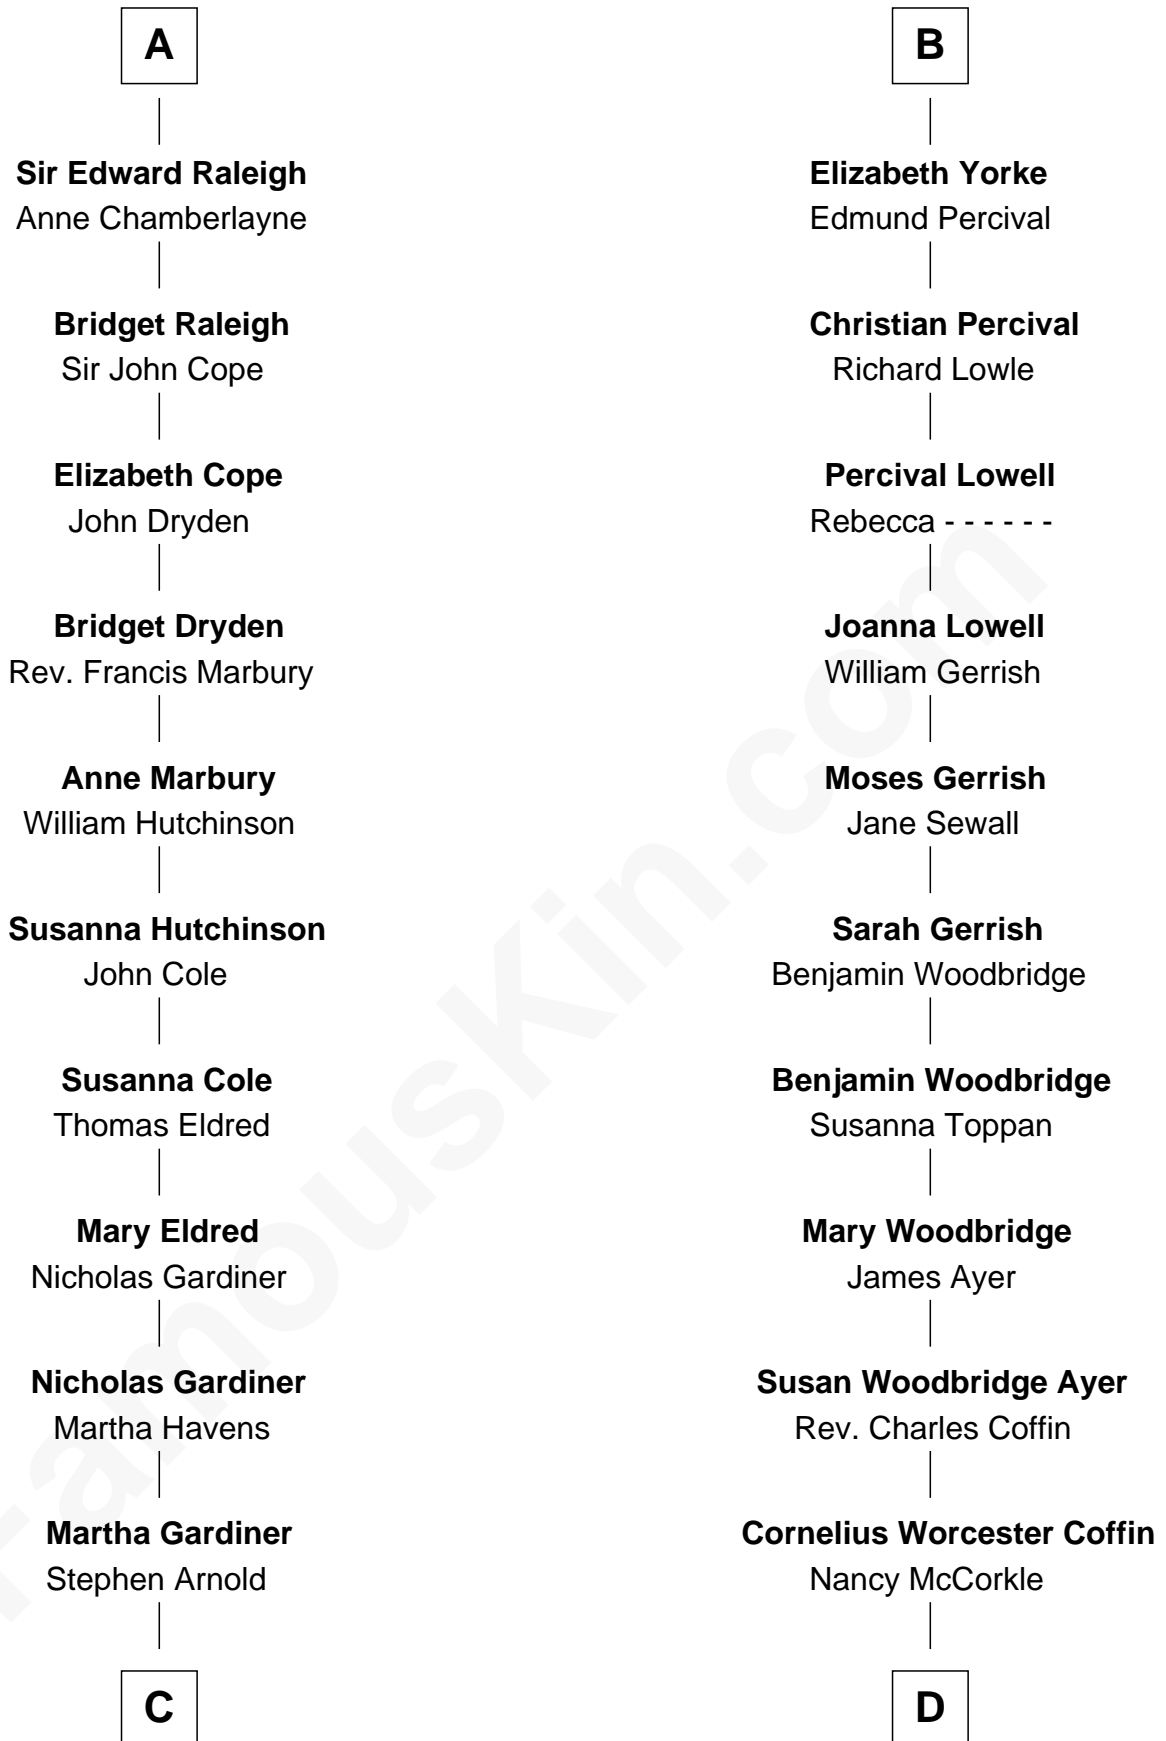 A
Sir Edward Raleigh
Anne Chamberlayne
Bridget Raleigh
Sir John Cope
Elizabeth Cope
John Dryden
Bridget Dryden
Rev. Francis Marbury
Anne Marbury
William Hutchinson
Susanna Hutchinson
John Cole
Susanna Cole
Thomas Eldred
Mary Eldred
Nicholas Gardiner
Nicholas Gardiner
Martha Havens
Martha Gardiner
Stephen Arnold
C
B
Elizabeth Yorke
Edmund Percival
Christian Percival
Richard Lowle
Percival Lowell
Rebecca - - - - - -
Joanna Lowell
William Gerrish
Moses Gerrish
Jane Sewall
Sarah Gerrish
Benjamin Woodbridge
Benjamin Woodbridge
Susanna Toppan
Mary Woodbridge
James Ayer
Susan Woodbridge Ayer
Rev. Charles Coffin
Cornelius Worcester Coffin
Nancy McCorkle
D
FamousKin.com